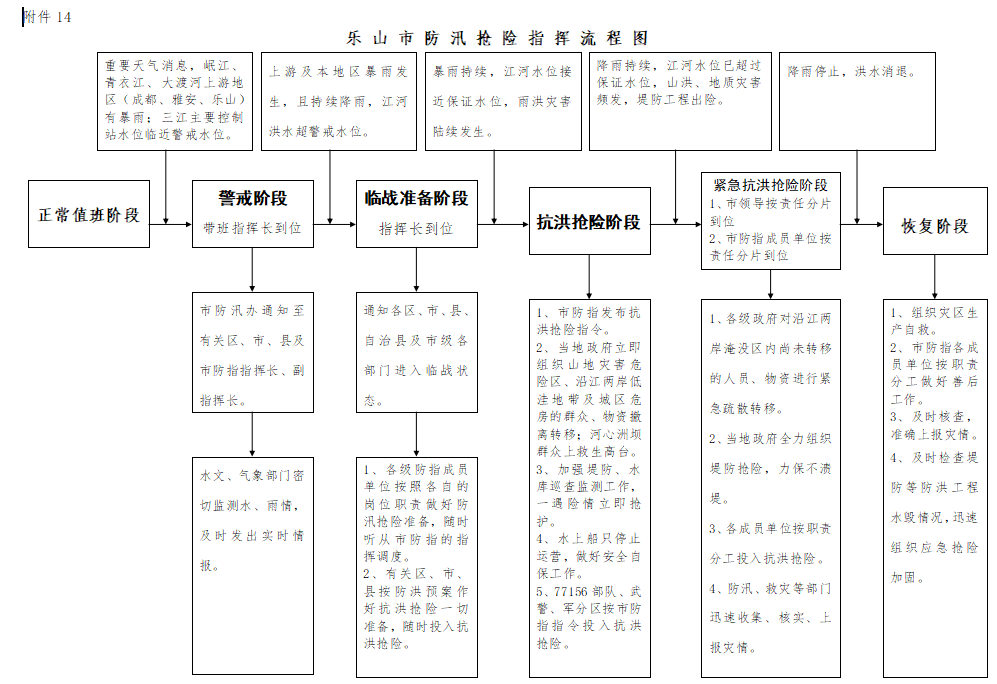 附件 14
乐山市防汛抢险指挥流程图
重要天气消息，岷江、
青衣江、大渡河上游地
区（成都、雅安、乐山）
有暴雨；三江主要控制
站水位临近警戒水位。
上游及本地区暴雨发
生，且持续降雨，江河
洪水超警戒水位。
暴雨持续，江河水位接
近保证水位，雨洪灾害
陆续发生。
降雨持续，江河水位已超过
保证水位，山洪、地质灾害
频发，堤防工程出险。
降雨停止，洪水消退。
正常值班阶段
警戒阶段
带班指挥长到位
临战准备阶段
指挥长到位
抗洪抢险阶段
紧急抗洪抢险阶段
1、市领导按责任分片
到位
2、市防指成员单位按
责任分片到位
恢复阶段
市防汛办通知至
有关区、市、县及
市防指指挥长、副
指挥长。
水文、气象部门密
切监测水、雨情，
及时发出实时情
报。
通知各区、市、县、
自治县及市级各
部门进入临战状
态。
1、各级防指成员
单位按照各自的
岗位职责做好防
汛抢险准备，随时
听从市防指的指
挥调度。
2、有关区、市、
县按防洪预案作
好抗洪抢险一切
准备，随时投入抗
洪抢险。
1、市防指发布抗
洪抢险指令。
2、当地政府立即
组织山地灾害危
险区、沿江两岸低
洼地带及城区危
房的群众、物资撤
离转移；河心洲坝
群众上救生高台。
3、加强堤防、水
库巡查监测工作，
一遇险情立即抢
护。
4、水上船只停止
运营，做好安全自
保工作。
5、77156 部队、武
警、军分区按市防
指指令投入抗洪
抢险。
1、各级政府对沿江两
岸淹没区内尚未转移
的人员、物资进行紧
急疏散转移。
2、当地政府全力组织
堤防抢险，力保不溃
堤。
3、各成员单位按职责
分工投入抗洪抢险。
4、防汛、救灾等部门
迅速收集、核实、上
报灾情。
1、组织灾区生
产自救。
2、市防指各成
员单位按职责
分工做好善后
工作。
3、及时核查，
准确上报灾情。
4、及时检查堤
防等防洪工程
水毁情况，迅速
组织应急抢险
加固。